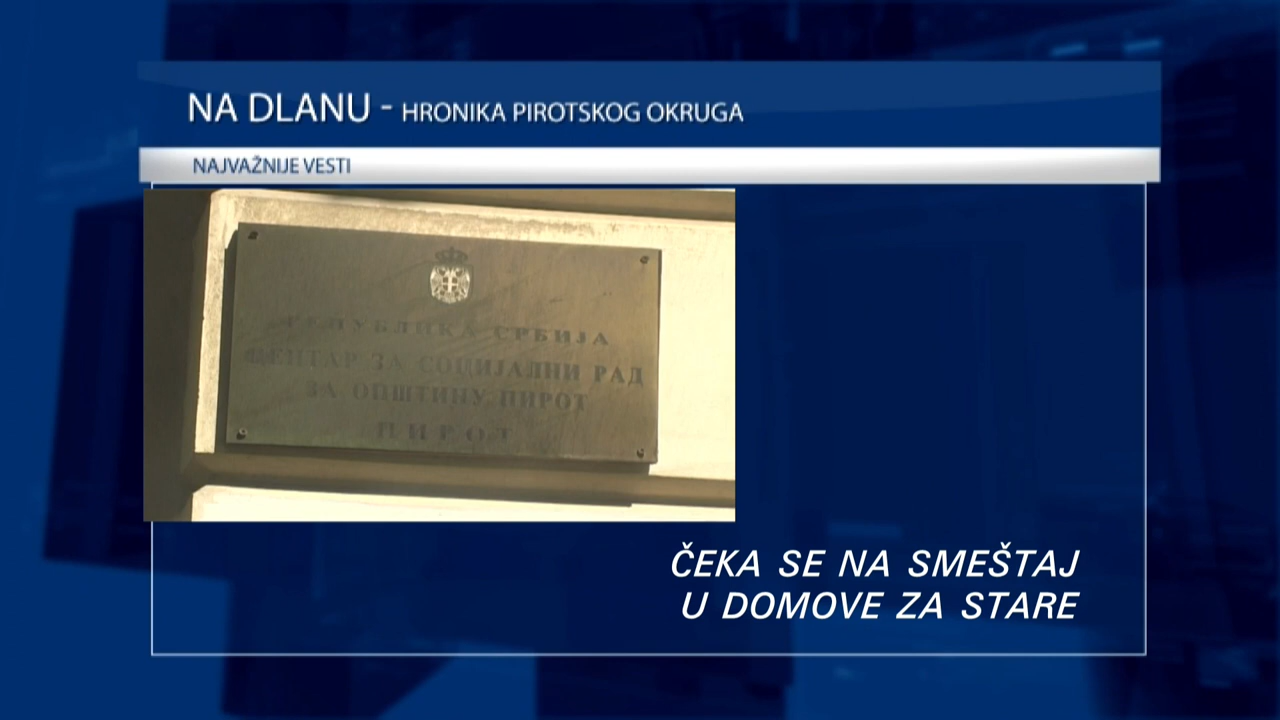 NA DLANU - HRONIKA PIROTSKOG OKRUGA
NAJVAŽNIJE VESTI
РЕПУБЛИКА СРБИЈА
ЦЕНТАР ЗА СОЦИЈАЛНИ РАД
ЗА ОПШТИНУ ПИРОТ
ПИРОТ
ČEKA SE NA SMEŠTAJ
U DOMOVE ZA STARE